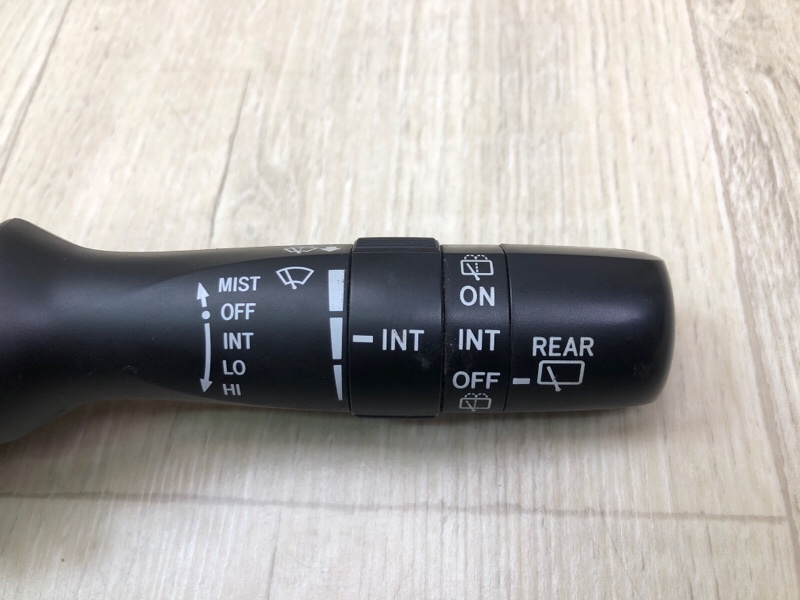 MIST
OFF
INT
LO
HI
INT
ON
INT
OFF
REAR